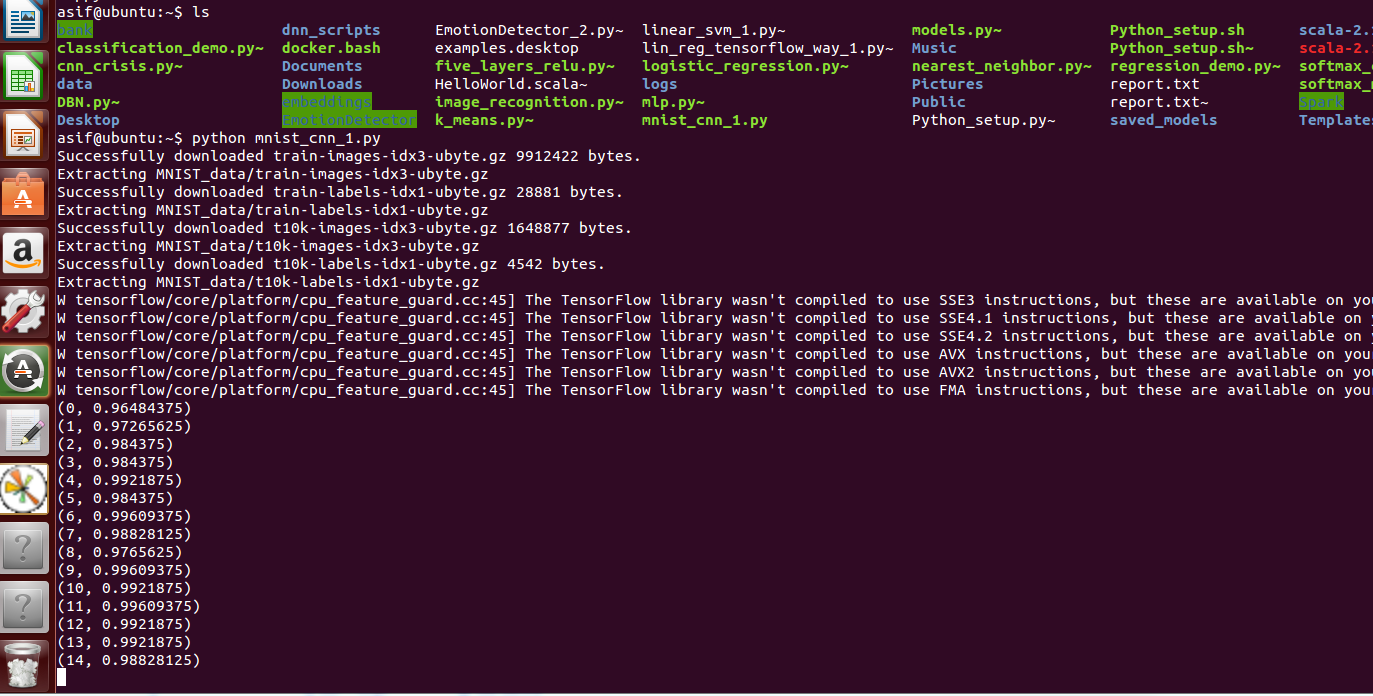 asif@ubuntu:~$ ls
bank dnn_scripts EmotionDetector_2.py~ linear_svm_1.py~ models.py~ Python_setup.sh scala-2.
classification_demo.py~ docker.bash examples.desktop lin_reg_tensorflow_way_1.py~ Music Python_setup.sh~ scala-2.
cnn_crisis.py~ Documents five_layers_relu.py~ logistic_regression.py~ nearest_neighbor.py~ regression_demo.py~ softmax_
data Downloads HelloWorld.scala~ logs Pictures report.txt softmax_
DBN.py~ embeddings image_recognition.py~ mlp.py~ Public report.txt~ Spark
Desktop EmotionDetector k_means.py~ mnist_cnn_1.py Python_setup.py~ saved_models Templates
asif@ubuntu:~$ python mnist_cnn_1.py
Successfully downloaded train-images-idx3-ubyte.gz 9912422 bytes.
Extracting MNIST_data/train-images-idx3-ubyte.gz
Successfully downloaded train-labels-idx1-ubyte.gz 28881 bytes.
Extracting MNIST_data/train-labels-idx1-ubyte.gz
Successfully downloaded t10k-images-idx3-ubyte.gz 1648877 bytes.
Extracting MNIST_data/t10k-images-idx3-ubyte.gz
Successfully downloaded t10k-labels-idx1-ubyte.gz 4542 bytes.
Extracting MNIST_data/t10k-labels-idx1-ubyte.gz
W tensorflow/core/platform/cpu_feature_guard.cc:45] The TensorFlow library wasn't compiled to use SSE3 instructions, but these are available on you
W tensorflow/core/platform/cpu_feature_guard.cc:45] The TensorFlow library wasn't compiled to use SSE4.1 instructions, but these are available on
W tensorflow/core/platform/cpu_feature_guard.cc:45] The TensorFlow library wasn't compiled to use SSE4.2 instructions, but these are available on
W tensorflow/core/platform/cpu_feature_guard.cc:45] The TensorFlow library wasn't compiled to use AVX instructions, but these are available on your
W tensorflow/core/platform/cpu_feature_guard.cc:45] The TensorFlow library wasn't compiled to use AVX2 instructions, but these are available on you
W tensorflow/core/platform/cpu_feature_guard.cc:45] The TensorFlow library wasn't compiled to use FMA instructions, but these are available on your
(0, 0.96484375)
(1, 0.97265625)
(2, 0.984375)
(3, 0.984375)
(4, 0.9921875)
(5, 0.984375)
(6, 0.99609375)
(7, 0.98828125)
(8, 0.9765625)
(9, 0.99609375)
(10, 0.9921875)
(11, 0.99609375)
(12, 0.9921875)
(13, 0.9921875)
(14, 0.98828125)